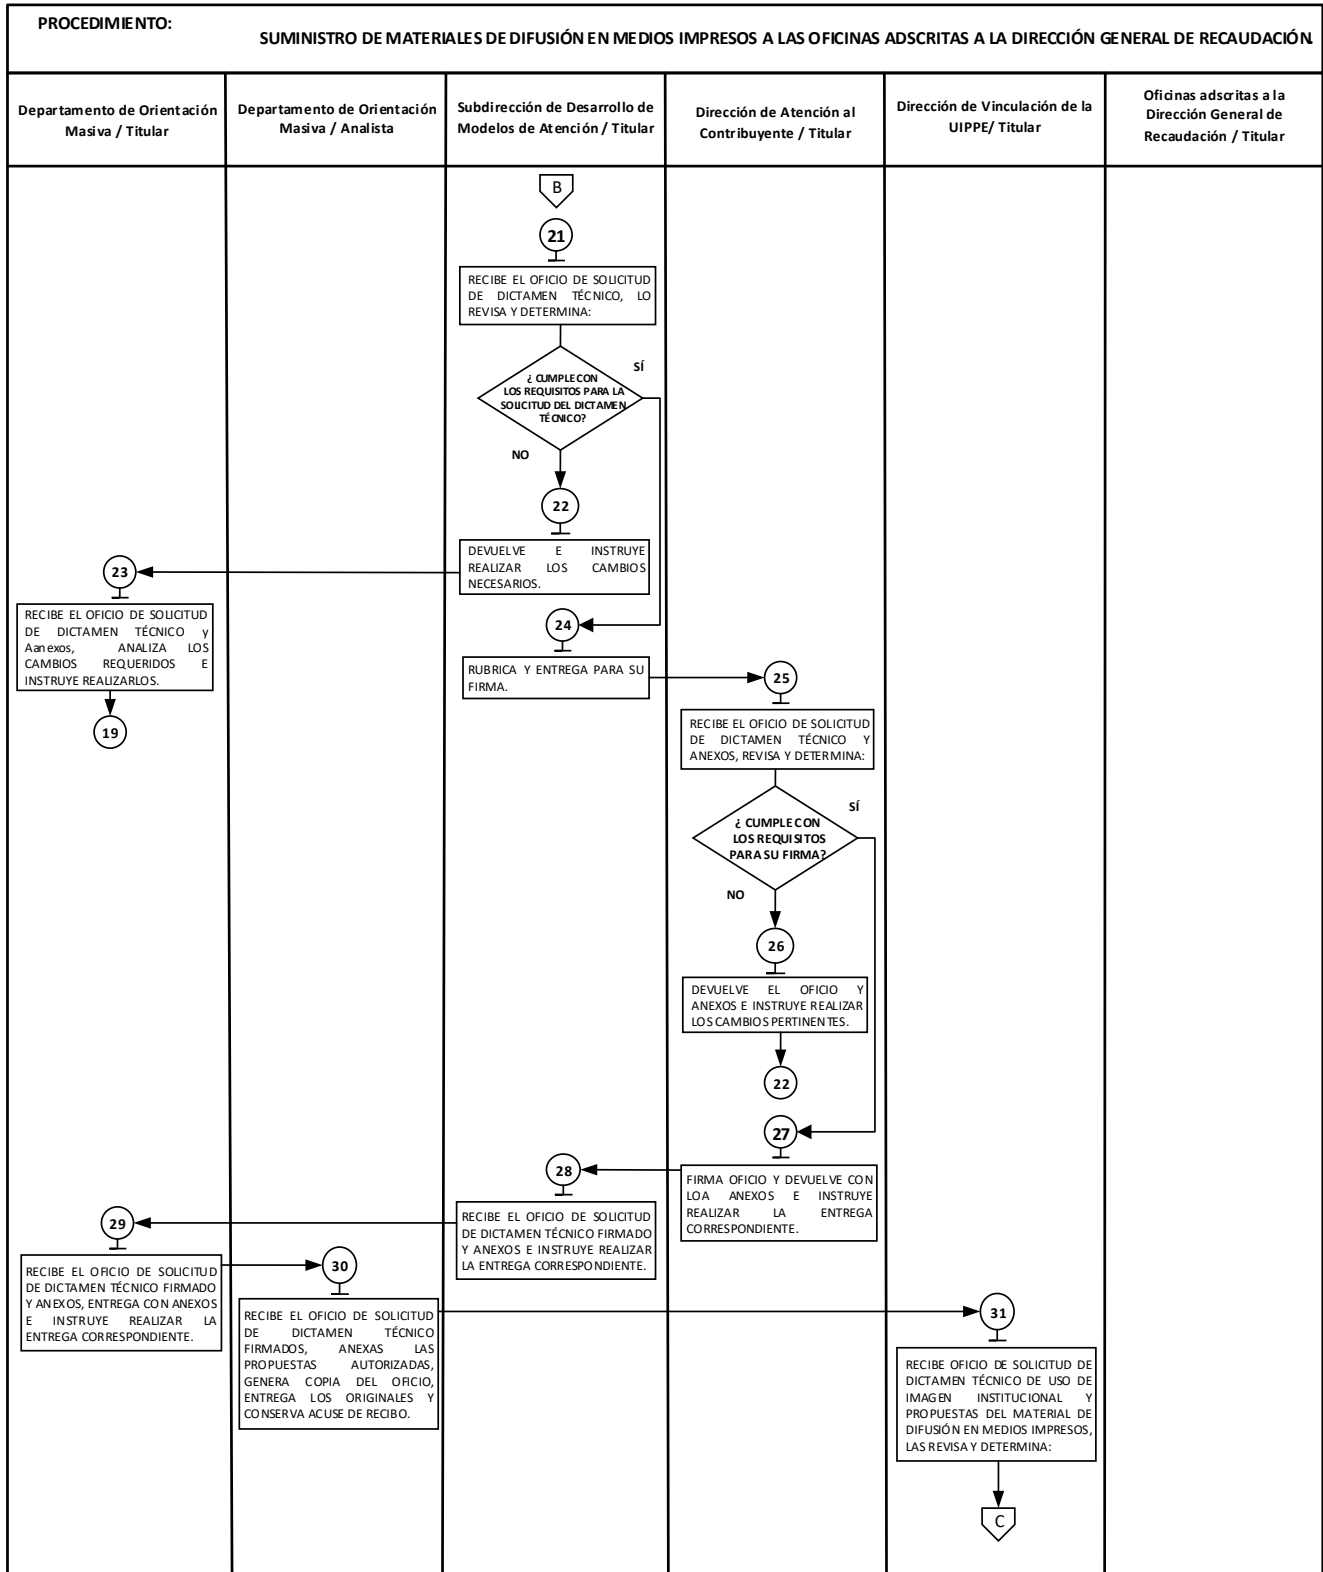 PROCEDIMIENTO:
SUMINISTRO DE MATERIALES DE DIFUSIÓN EN MEDIOS IMPRESOS A LAS OFICINAS ADSCRITAS A LA DIRECCIÓN GENERAL DE RECAUDACIÓN.
Departamento de Orientación
Masiva / Titular
Departamento de Orientación
Masiva / Analista
Subdirección de Desarrollo de
Modelos de Atención / Titular
Dirección de Atención al
Contribuyente / Titular
Dirección de Vinculación de la
UIPPE/ Titular
Oficinas adscritas a la
Dirección General de
Recaudación / Titular
B
21
RECIBE EL OFICIO DE SOLICITUD
DE DICTAMEN TÉCNICO, LO
REVISA Y DETERMINA:
SÍ
¿ CUMPLE CON
LOS REQUISITOS PARA LA
SOLICITUD DEL DICTAMEN
TÉCNICO?
NO
22
DEVUELVE E INSTRUYE
REALIZAR LOS CAMBIOS
NECESARIOS.
23
RECIBE EL OFICIO DE SOLICITUD
DE DICTAMEN TÉCNICO y
Aanexos, ANALIZA LOS
CAMBIOS REQUERIDOS E
INSTRUYE REALIZARLOS.
19
24
RUBRICA Y ENTREGA PARA SU
FIRMA.
25
RECIBE EL OFICIO DE SOLICITUD
DE DICTAMEN TÉCNICO Y
ANEXOS, REVISA Y DETERMINA:
SÍ
¿ CUMPLE CON
LOS REQUISITOS
PARA SU FIRMA?
NO
26
DEVUELVE EL OFICIO Y
ANEXOS E INSTRUYE REALIZAR
LOS CAMBIOS PERTINENTES.
22
27
FIRMA OFICIO Y DEVUELVE CON
LOA ANEXOS E INSTRUYE
REALIZAR LA ENTREGA
CORRESPONDIENTE.
28
RECIBE EL OFICIO DE SOLICITUD
DE DICTAMEN TÉCNICO FIRMADO
Y ANEXOS E INSTRUYE REALIZAR
LA ENTREGA CORRESPONDIENTE.
29
RECIBE EL OFICIO DE SOLICITUD
DE DICTAMEN TÉCNICO FIRMADO
Y ANEXOS, ENTREGA CON ANEXOS
E INSTRUYE REALIZAR LA
ENTREGA CORRESPONDIENTE.
30
RECIBE EL OFICIO DE SOLICITUD
DE DICTAMEN TÉCNICO
FIRMADOS, ANEXAS LAS
PROPUESTAS AUTORIZADAS,
GENERA COPIA DEL OFICIO,
ENTREGA LOS ORIGINALES Y
CONSERVA ACUSE DE RECIBO.
31
RECIBE OFICIO DE SOLICITUD DE
DICTAMEN TÉCNICO DE USO DE
IMAGEN INSTITUCIONAL Y
PROPUESTAS DEL MATERIAL DE
DIFUSIÓN EN MEDIOS IMPRESOS,
LAS REVISA Y DETERMINA:
C